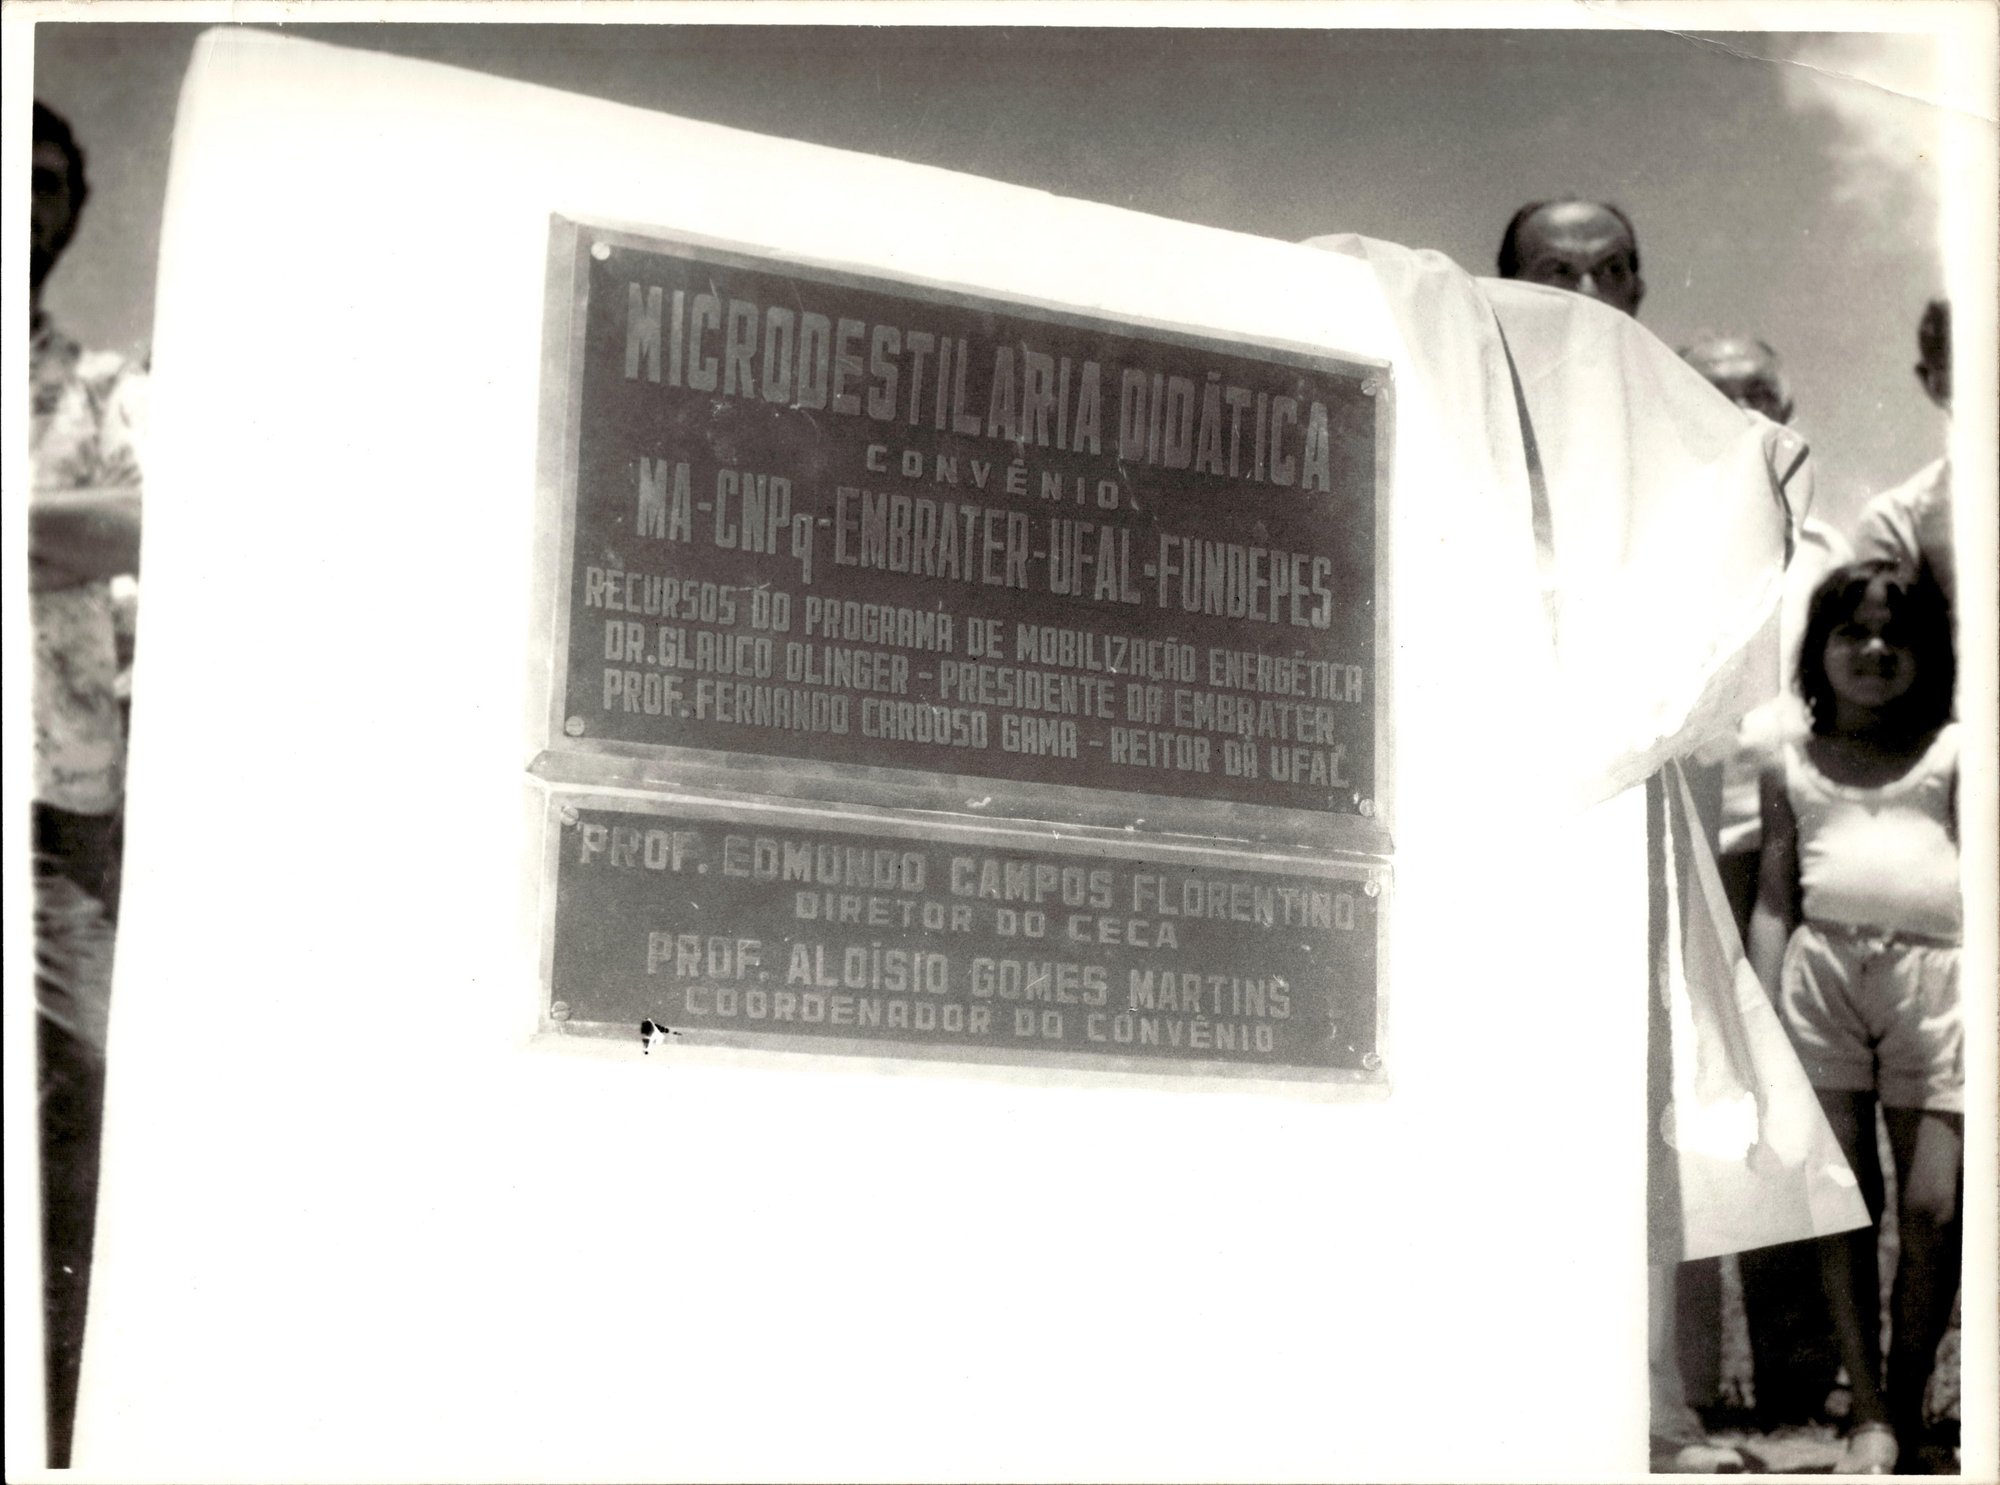 MICRODESTILARIA DIDÁTICA
CONVÊNIO
MA-CNPq-EMBRATER-UFAL-FUNDEPES
RECURSOS DO PROGRAMA DE MOBILIZAÇÃO ENERGÉTICA
DR. GLAUCO OLINGER - PRESIDENTE DA EMBRATER
PROF. FERNANDO CARDOSO GAMA - REITOR DA UFAL
PROF. EDMUNDO CAMPOS FLORENTINO
DIRETOR DO CECA
PROF. ALOÍSIO GOMES MARTINS
COORDENADOR DO CONVÊNIO